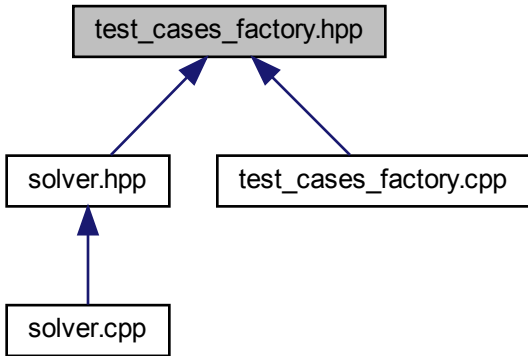 test_cases_factory.hpp
solver.hpp
test_cases_factory.cpp
solver.cpp